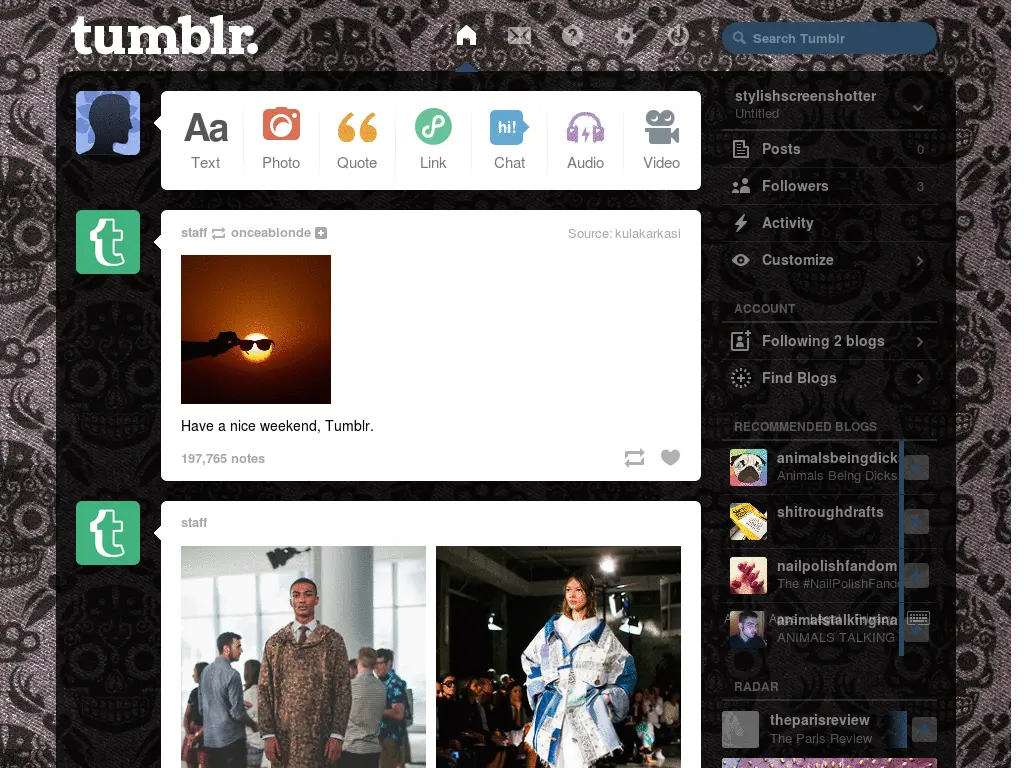 tumblr.
?
Search Tumblr
stylishscreenshotter
Untitled
Aa
hi!
Text
Photo
Quote
Link
Chat
Audio
Video
Posts
0
Followers
3
Activity
Customize
ACCOUNT
Following 2 blogs
Find Blogs
RECOMMENDED BLOGS
animalsbeingdick
Animals Being Dicks
shitroughdrafts
nailpolishfandom
The #NailPolishFand
ANIMALS TALKING
RADAR
theparisreview
The Paris Review
t
staff onceablonde
Source: kulakarkasi
Have a nice weekend, Tumblr.
197,765 notes
t
staff